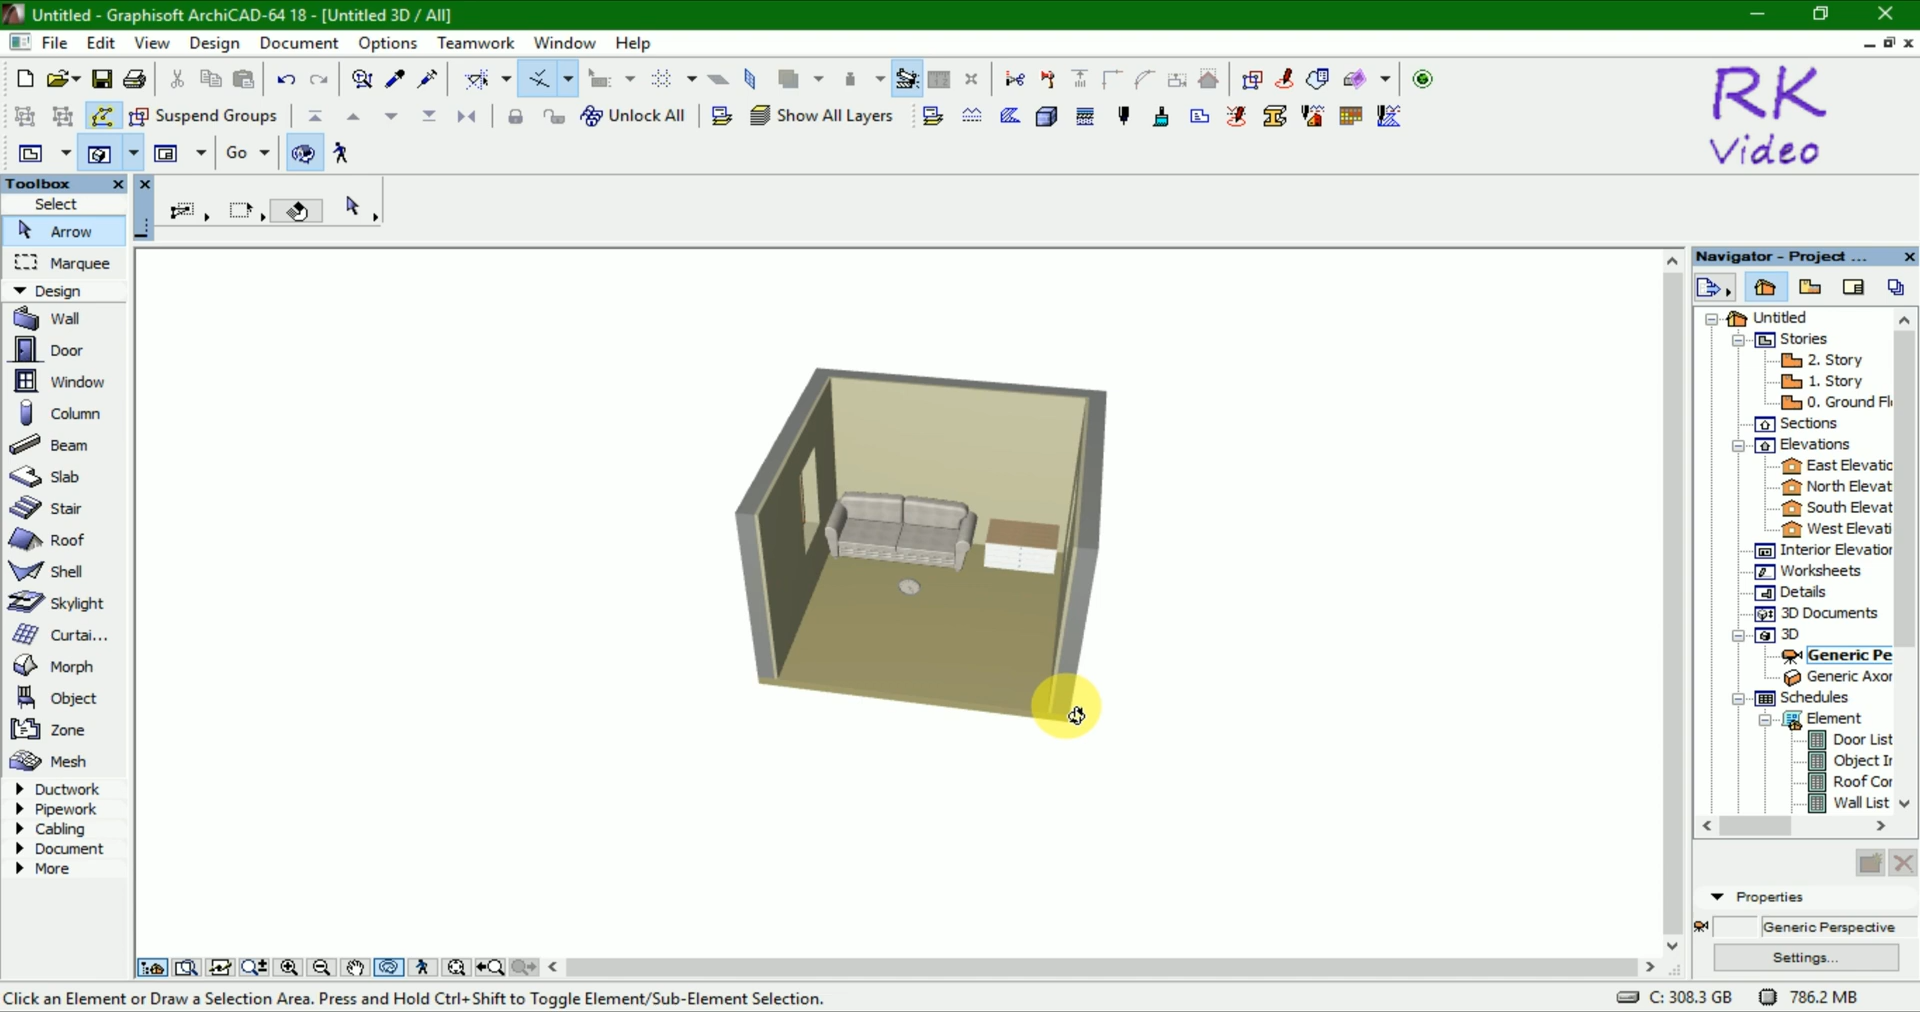 Untitled - Graphisoft ArchiCAD-64 18 - [Untitled 3D / All]
File Edit View Design Document Options Teamwork Window Help
Suspend Groups Unlock All Show All Layers
Go
RK
Video
Toolbox
Select
Arrow
Marquee
Design
Wall
Door
Window
Column
Beam
Slab
Stair
Roof
Shell
Skylight
Curtai...
Morph
Object
Zone
Mesh
Ductwork
Pipework
Cabling
Document
More
Navigator - Project ...
Untitled
Stories
2. Story
1. Story
0. Ground Fl
Sections
Elevations
East Elevatio
North Elevat
South Elevat
West Elevati
Interior Elevation
Worksheets
Details
3D Documents
3D
Generic Pe
Generic Axor
Schedules
Element
Door List
Object Ir
Roof Cor
Wall List
Properties
Generic Perspective
Settings...
Click an Element or Draw a Selection Area. Press and Hold Ctrl+Shift to Toggle Element/Sub-Element Selection.
C: 308.3 GB 786.2 MB